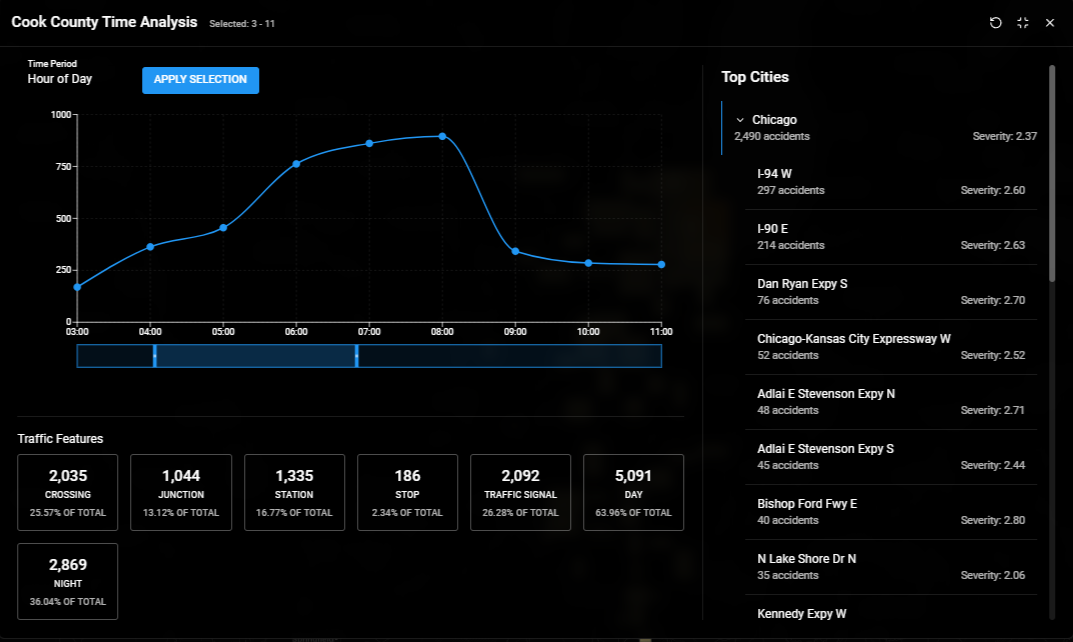 Cook County Time Analysis Selected: 3 - 11
Time Period
Hour of Day
APPLY SELECTION
1000
750
500
250
0
03:00 04:00 05:00 06:00 07:00 08:00 09:00 10:00 11:00
Traffic Features
2,035
CROSSING
25.57% OF TOTAL
1,044
JUNCTION
13.12% OF TOTAL
1,335
STATION
16.77% OF TOTAL
186
STOP
2.34% OF TOTAL
2,092
TRAFFIC SIGNAL
26.28% OF TOTAL
5,091
DAY
63.96% OF TOTAL
2,869
NIGHT
36.04% OF TOTAL
Top Cities
Chicago
2,490 accidents Severity: 2.37
I-94 W
297 accidents Severity: 2.60
I-90 E
214 accidents Severity: 2.63
Dan Ryan Expy S
76 accidents Severity: 2.70
Chicago-Kansas City Expressway W
52 accidents Severity: 2.52
Adlai E Stevenson Expy N
48 accidents Severity: 2.71
Adlai E Stevenson Expy S
45 accidents Severity: 2.44
Bishop Ford Fwy E
40 accidents Severity: 2.80
N Lake Shore Dr N
35 accidents Severity: 2.06
Kennedy Expy W